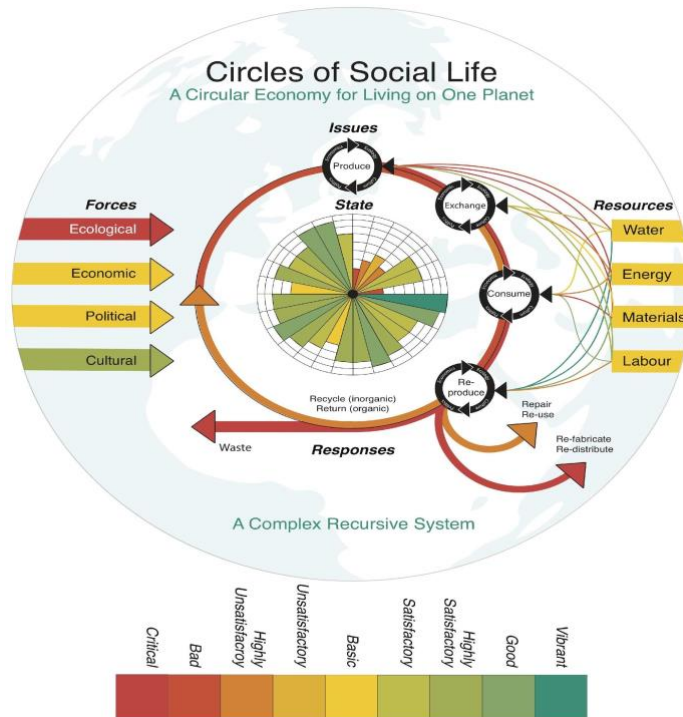 Circles of Social Life
A Circular Economy for Living on One Planet
Issues
Produce
Forces
State
Exchange
Resources
Ecological
Water
Economic
Energy
Consume
Political
Materials
Cultural
Labour
Re-
produce
Recycle (inorganic)
Return (organic)
Repair
Re-use
Waste
Responses
Re-fabricate
Re-distribute
A Complex Recursive System
Critical
Bad
Highly
Unsatisfacroy
Unsatisfactory
Basic
Satisfactory
Highly
Satisfactory
Good
Vibrant